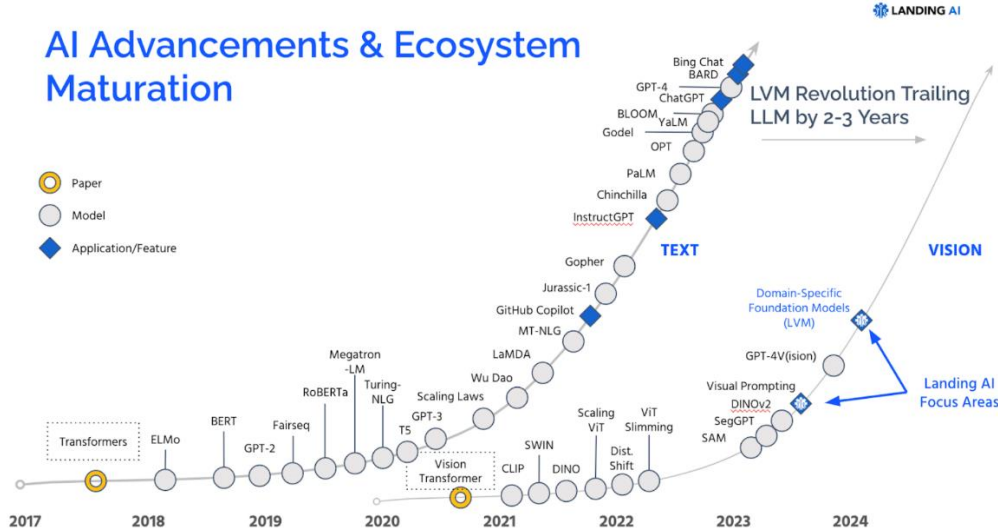 LANDING AI
AI Advancements & Ecosystem
Maturation
Paper
Model
Application/Feature
LVM Revolution Trailing
LLM by 2-3 Years
Bing Chat
BARD
GPT-4
ChatGPT
BLOOM
YaLM
Godel
OPT
PaLM
Chinchilla
InstructGPT
TEXT
VISION
Gopher
Jurassic-1
GitHub Copilot
MT-NLG
LaMDA
Wu Dao
Scaling Laws
GPT-3
T5
Turing-
NLG
Megatron
-LM
RoBERTa
Fairseq
GPT-2
BERT
ELMo
Transformers
Vision
Transformer
CLIP
SWIN
DINO
Scaling
ViT
Dist.
Shift
ViT
Slimming
SAM
SegGPT
DINOv2
Visual Prompting
GPT-4V(ision)
Domain-Specific
Foundation Models
(LVM)
Landing AI
Focus Areas
2017
2018
2019
2020
2021
2022
2023
2024